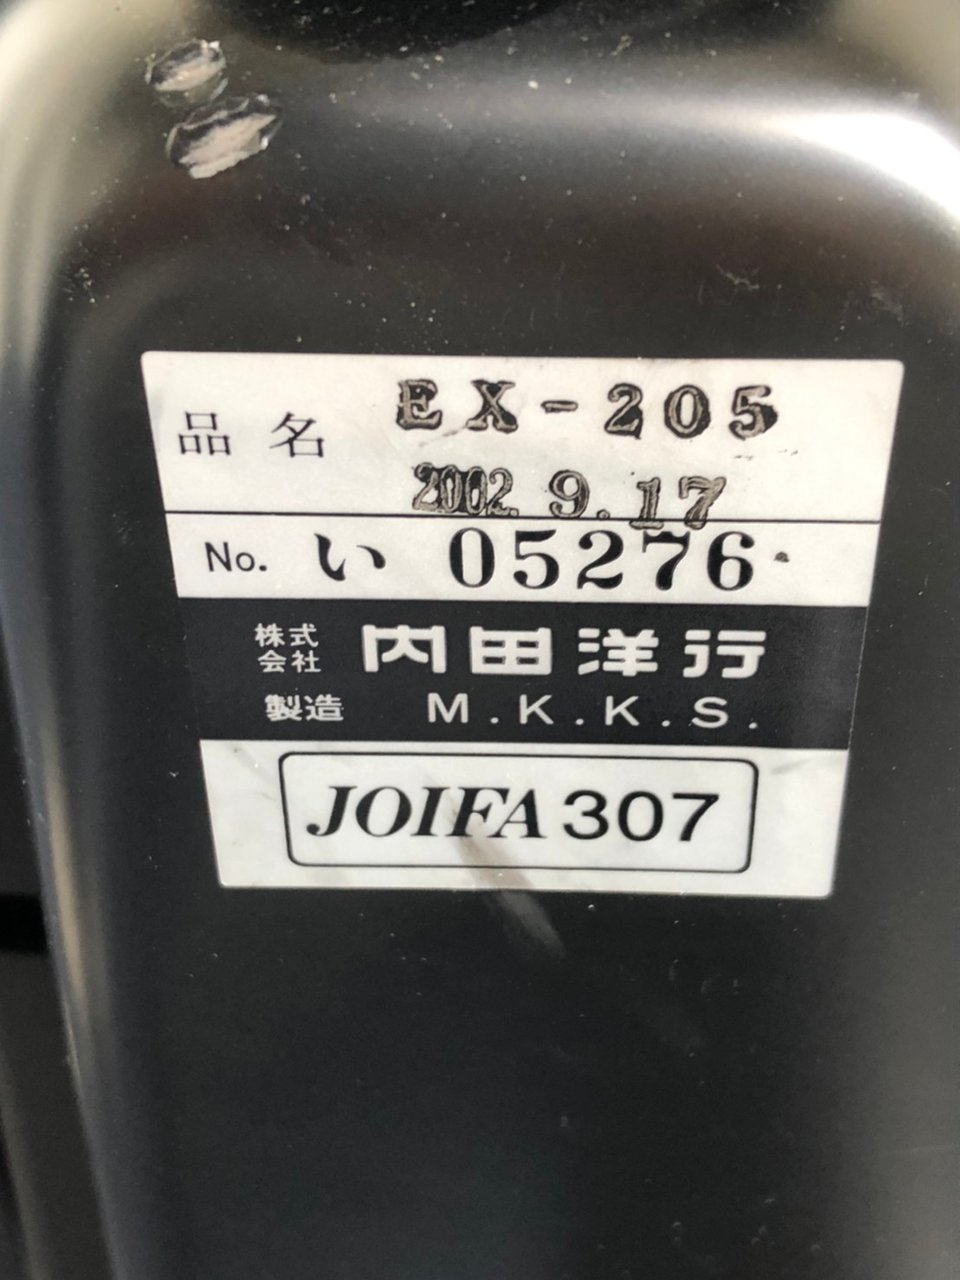 品名 EX-205
2002. 9.17
No. い 05276
株式会社 内田洋行
製造 M.K.K.S.
JOIFA 307